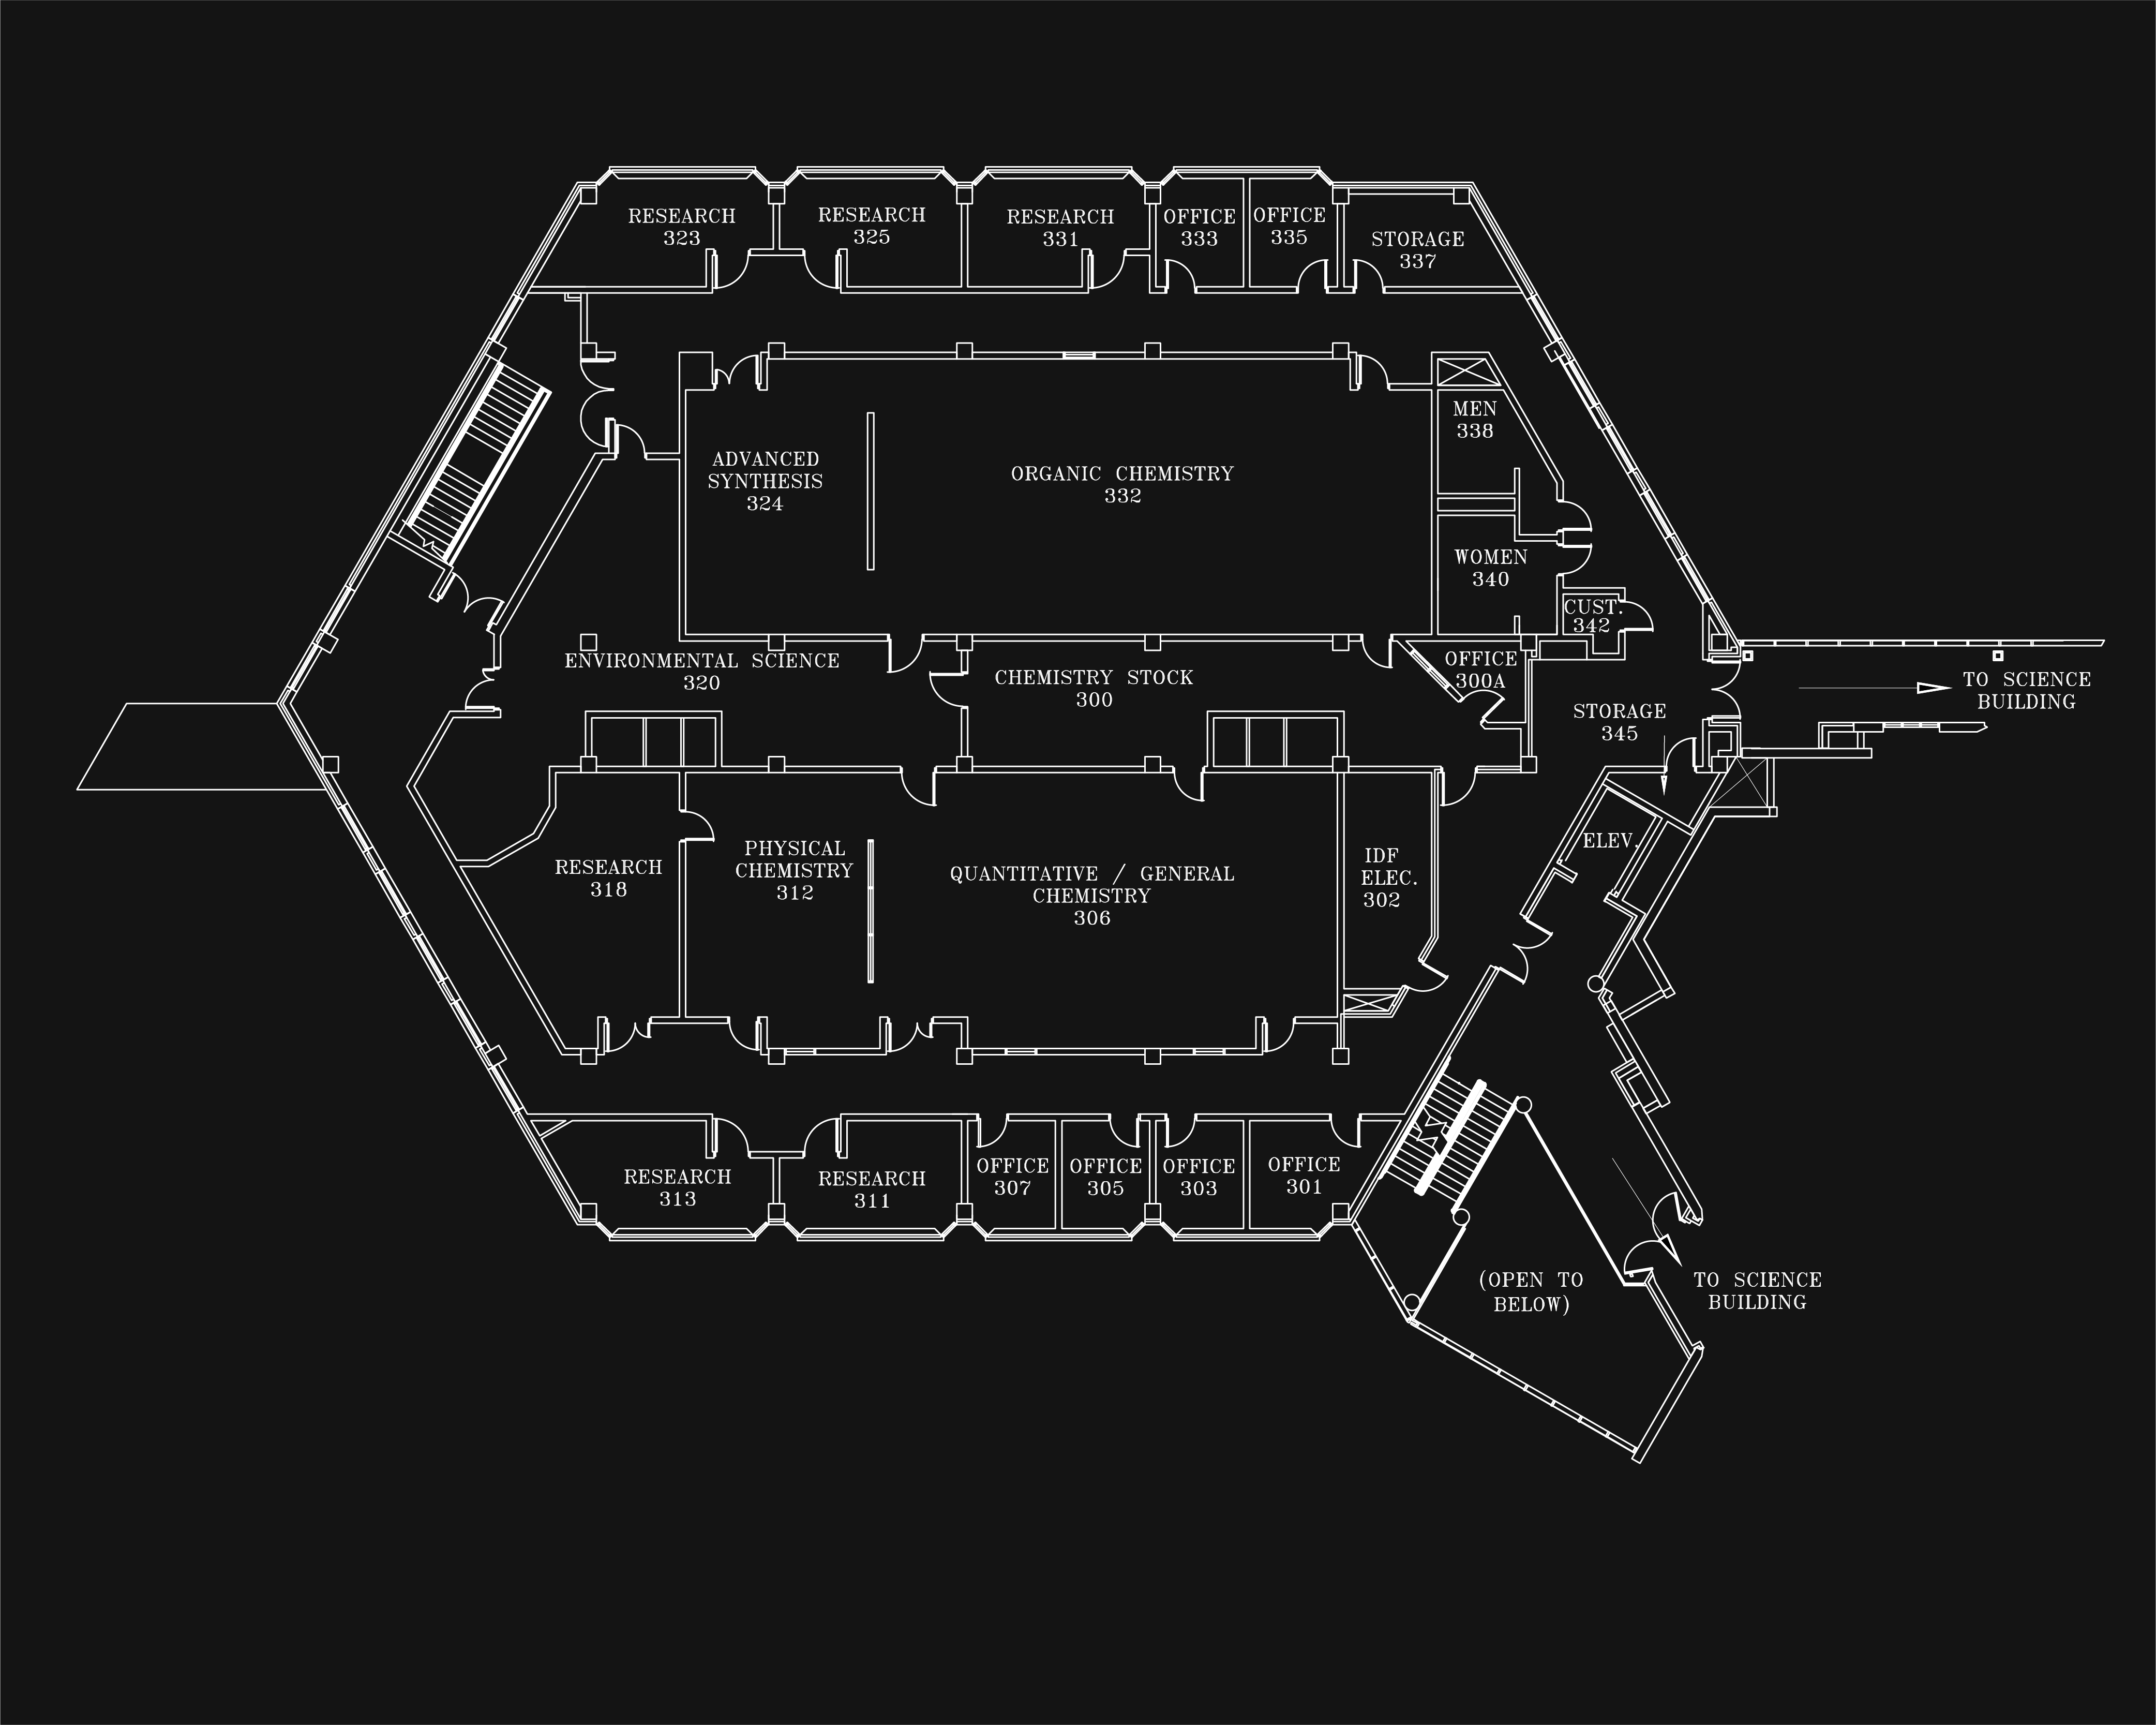 RESEARCH
323
RESEARCH
325
RESEARCH
331
OFFICE
333
OFFICE
335
STORAGE
337
MEN
338
ADVANCED
SYNTHESIS
324
ORGANIC CHEMISTRY
332
WOMEN
340
CUST.
342
ENVIRONMENTAL SCIENCE
320
CHEMISTRY STOCK
300
OFFICE
300A
STORAGE
345
TO SCIENCE
BUILDING
RESEARCH
318
PHYSICAL
CHEMISTRY
312
QUANTITATIVE / GENERAL
CHEMISTRY
306
IDF
ELEC.
302
ELEV.
RESEARCH
313
RESEARCH
311
OFFICE
307
OFFICE
305
OFFICE
303
OFFICE
301
(OPEN TO
BELOW)
TO SCIENCE
BUILDING